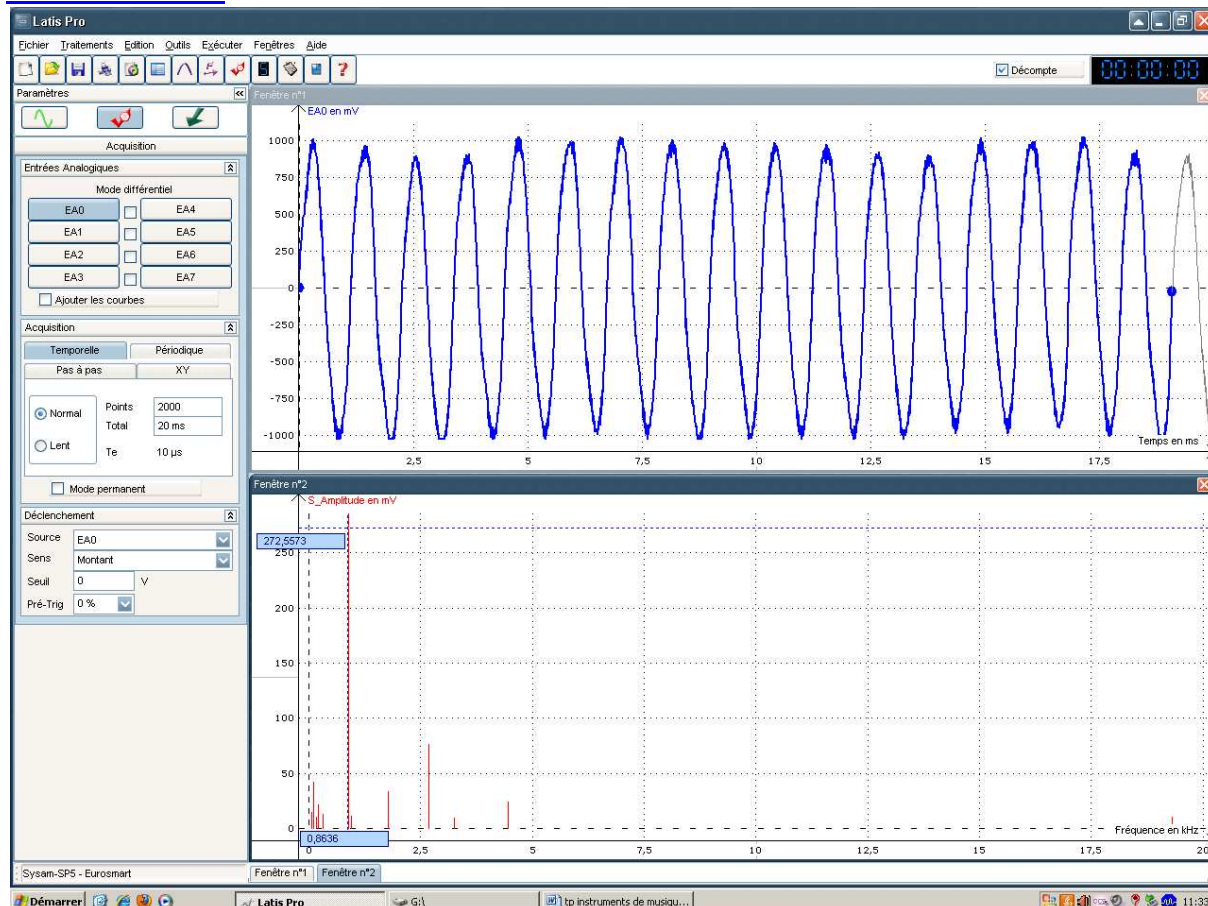 Latis Pro
Fichier Traitements Edition Outils Exécuter Fenêtres Aide
Décompte 00:00:00
Paramètres
Acquisition
Entrées Analogiques
Mode différentiel
EA0 EA4
EA1 EA5
EA2 EA6
EA3 EA7
Ajouter les courbes
Acquisition
Temporelle Périodique
Pas à pas XY
Normal Points 2000
Total 20 ms
Lent Te 10 µs
Mode permanent
Déclenchement
Source EA0
Sens Montant
Seuil 0 V
Pré-Trig 0 %
Fenêtre n°1
EA0 en mV
1000
750
500
250
0
-250
-500
-750
-1000
Temps en ms
2,5 5 7,5 10 12,5 15 17,5
Fenêtre n°2
S_Amplitude en mV
272,5573
250
200
150
100
50
0
0,8636
Fréquence en kHz
0 2,5 5 7,5 10 12,5 15 17,5 20
Sysam-SP5 - Eurosmart
Fenêtre n°1 Fenêtre n°2
Démarrer Latis Pro G:\ tp instruments de musiqu... 11:33